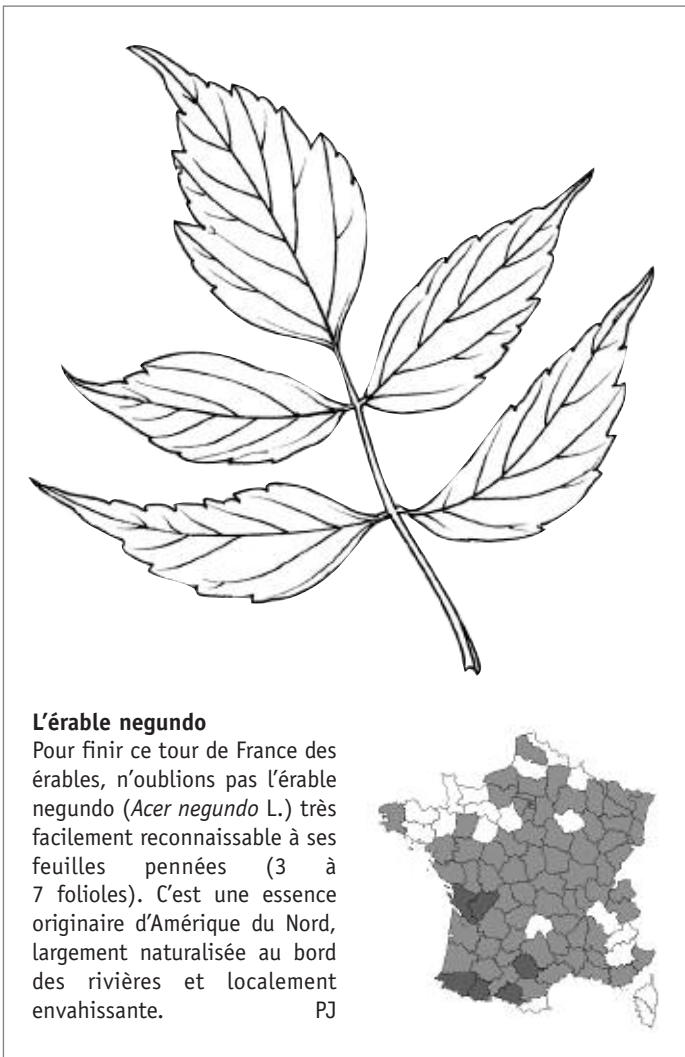 L'érable negundo
Pour finir ce tour de France des
érables, n'oublions pas l'érable
negundo (Acer negundo L.) très
facilement reconnaissable à ses
feuilles pennées (3 à
7 folioles). C'est une essence
originaire d'Amérique du Nord,
largement naturalisée au bord
des rivières et localement
envahissante. PJ